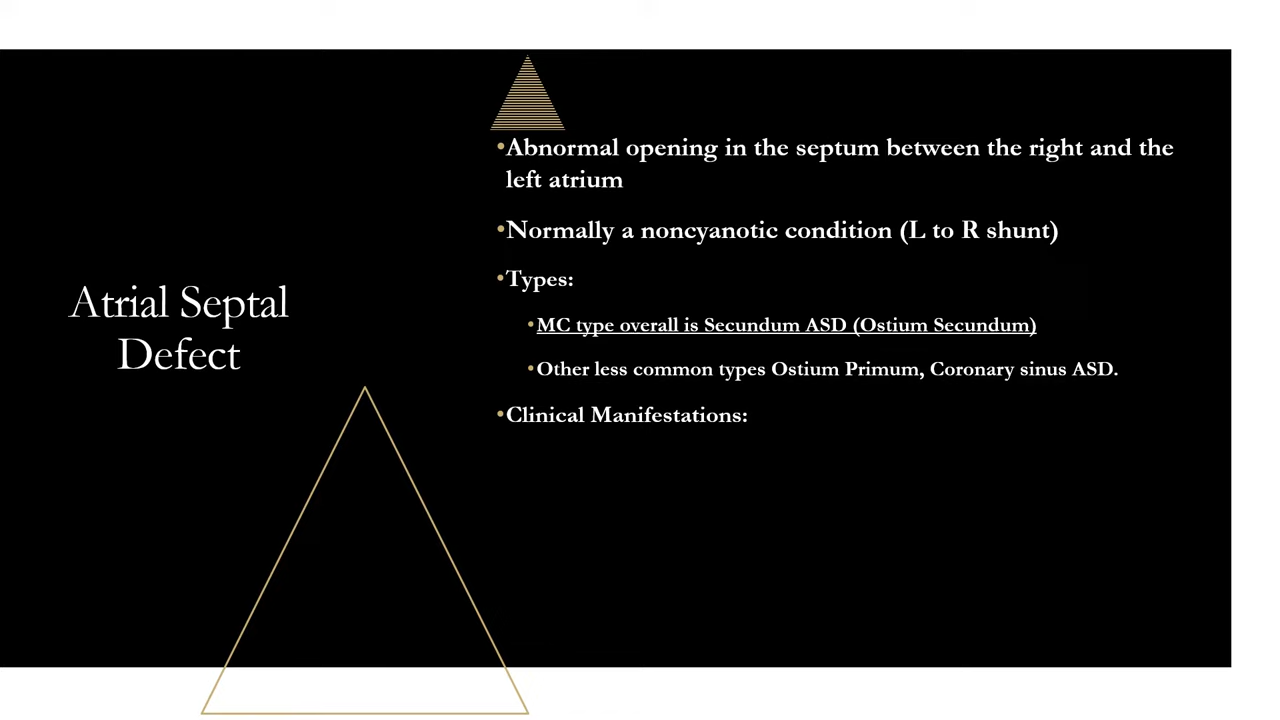 Atrial Septal
Defect
•Abnormal opening in the septum between the right and the
left atrium
•Normally a noncyanotic condition (L to R shunt)
•Types:
•MC type overall is Secundum ASD (Ostium Secundum)
•Other less common types Ostium Primum, Coronary sinus ASD.
•Clinical Manifestations: